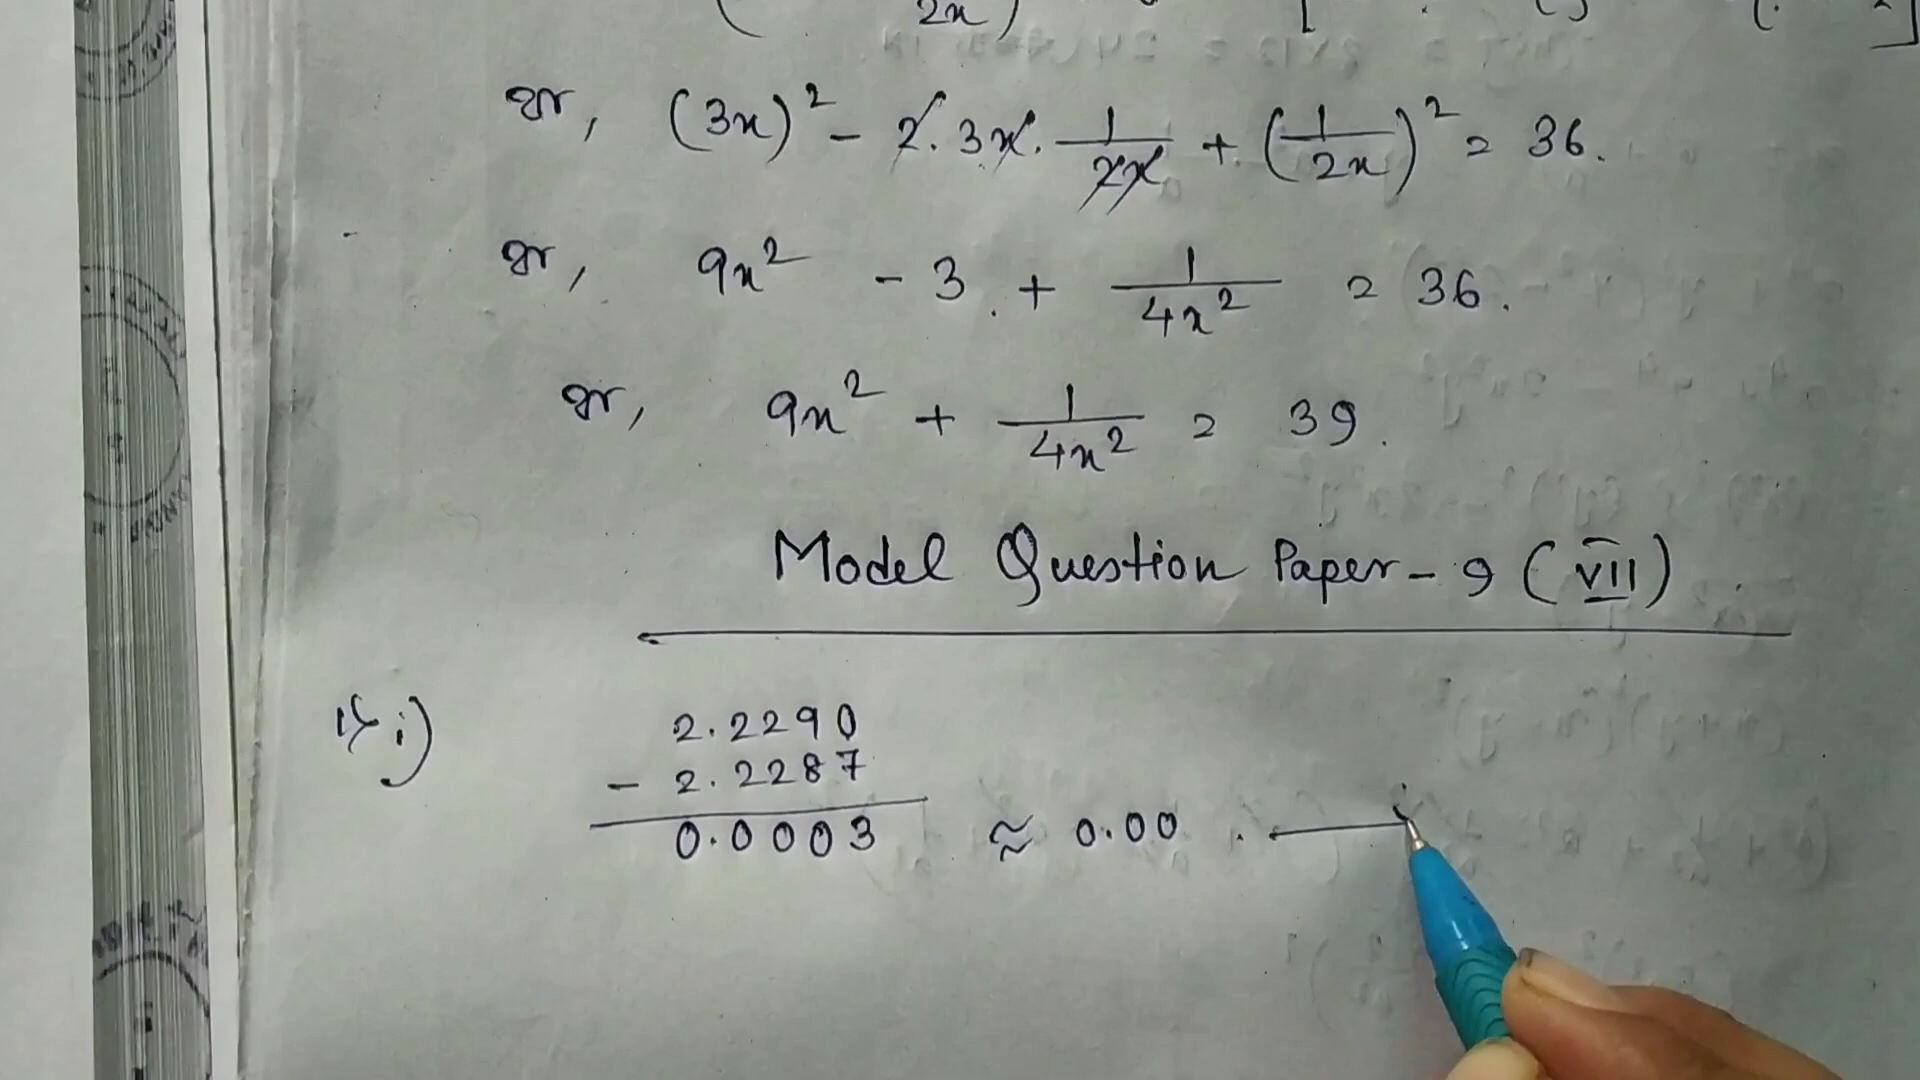 বা, (3x)² - 2. 3x. 1/2x + (1/2x)² = 36.
বা, 9x² - 3 + 1/4x² = 36.
বা, 9x² + 1/4x² = 39.
Model Question Paper - 9 (VII)
i)
2.2290
- 2.2287
0.0003 ≈ 0.00